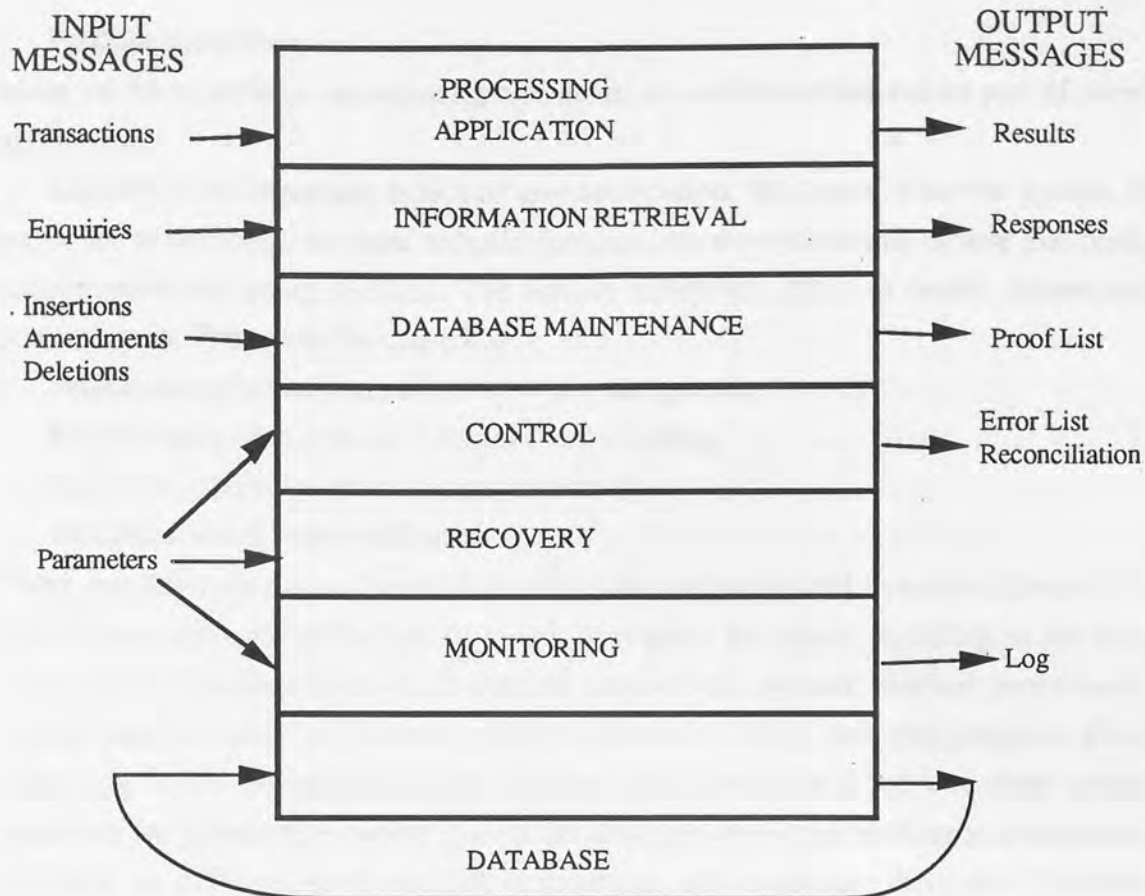 INPUT
MESSAGES
OUTPUT
MESSAGES
PROCESSING
APPLICATION
Transactions
Results
Enquiries
INFORMATION RETRIEVAL
Responses
Insertions
Amendments
Deletions
DATABASE MAINTENANCE
Proof List
CONTROL
Error List
Reconciliation
Parameters
RECOVERY
MONITORING
Log
DATABASE